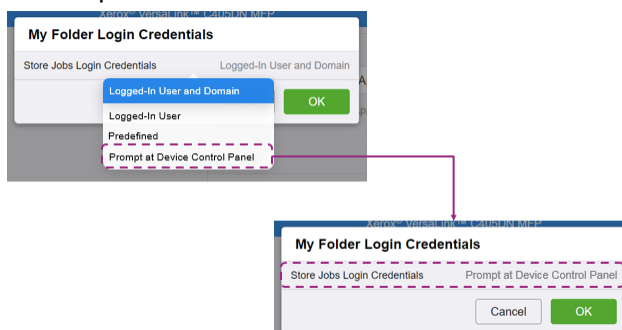 Xerox® VersaLink™ C405DN MFP
My Folder Login Credentials
Store Jobs Login Credentials Logged-In User and Domain
Logged-In User and Domain
OK
Logged-In User
Predefined
Prompt at Device Control Panel
Xerox® VersaLink™ C405DN MFP
My Folder Login Credentials
Store Jobs Login Credentials Prompt at Device Control Panel
Cancel OK